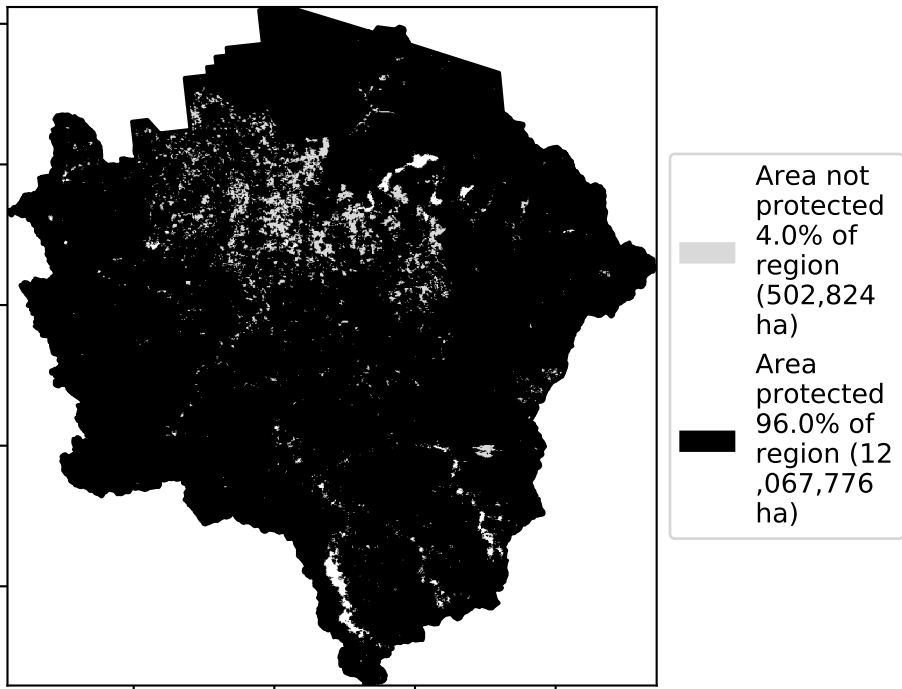 Area not
protected
4.0% of
region
(502,824
ha)
Area
protected
96.0% of
region (12
,067,776
ha)